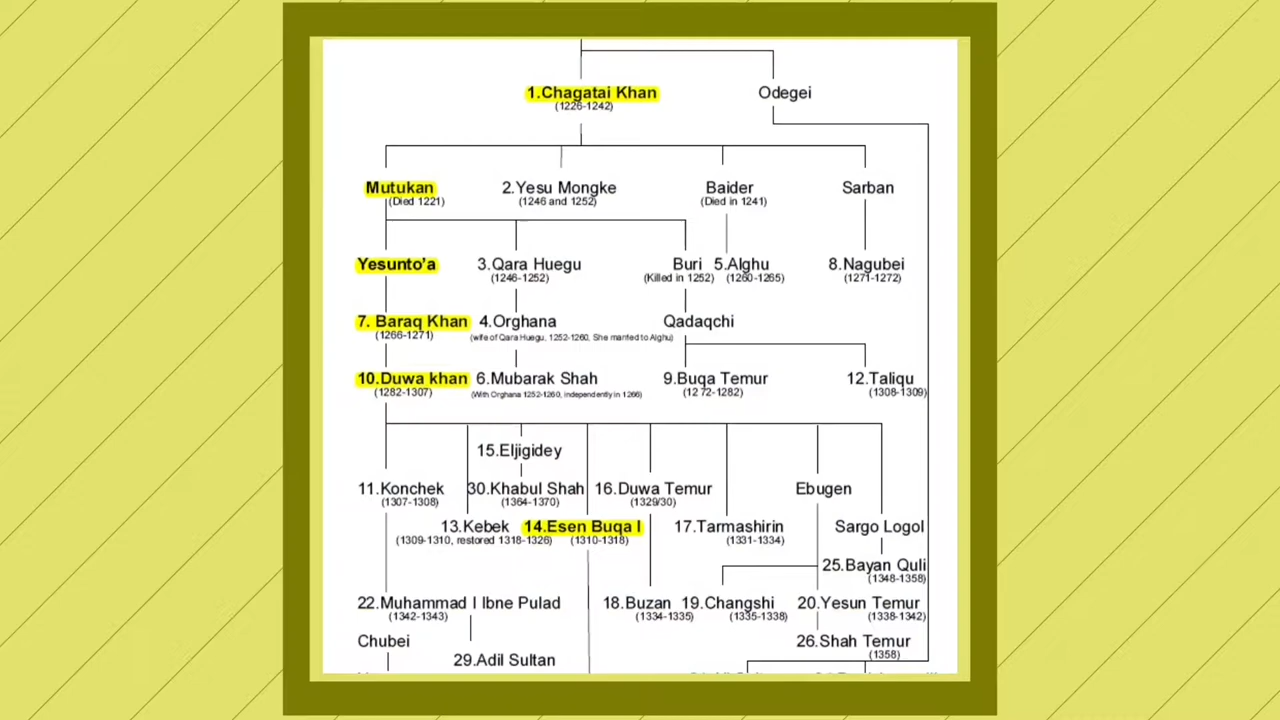 1.Chagatai Khan Odegei
(1226-1242)
Mutukan 2.Yesu Mongke Baider Sarban
(Died 1221) (1246 and 1252) (Died in 1241)
Yesunto'a 3.Qara Huegu Buri 5.Alghu 8.Nagubei
(1246-1252) (Killed in 1252) (1260-1265) (1271-1272)
7. Baraq Khan 4.Orghana Qadaqchi
(1266-1271) (wife of Qara Huegu, 1252-1260, She married to Alghu)
10.Duwa khan 6.Mubarak Shah 9.Buqa Temur 12.Taliqu
(1282-1307) (With Orghana 1252-1260, independently in 1266) (12 72-1282) (1308-1309)
15.Eljigidey
11.Konchek 30.Khabul Shah 16.Duwa Temur Ebugen
(1307-1308) (1364-1370) (1329/30)
13.Kebek 14.Esen Buqa I 17.Tarmashirin Sargo Logol
(1309-1310, restored 1318-1326) (1310-1318) (1331-1334)
25.Bayan Quli
(1348-1358)
22.Muhammad I Ibne Pulad 18.Buzan 19.Changshi 20.Yesun Temur
(1342-1343) (1334-1335) (1335-1338) (1338-1342)
Chubei 26.Shah Temur
(1358)
29.Adil Sultan